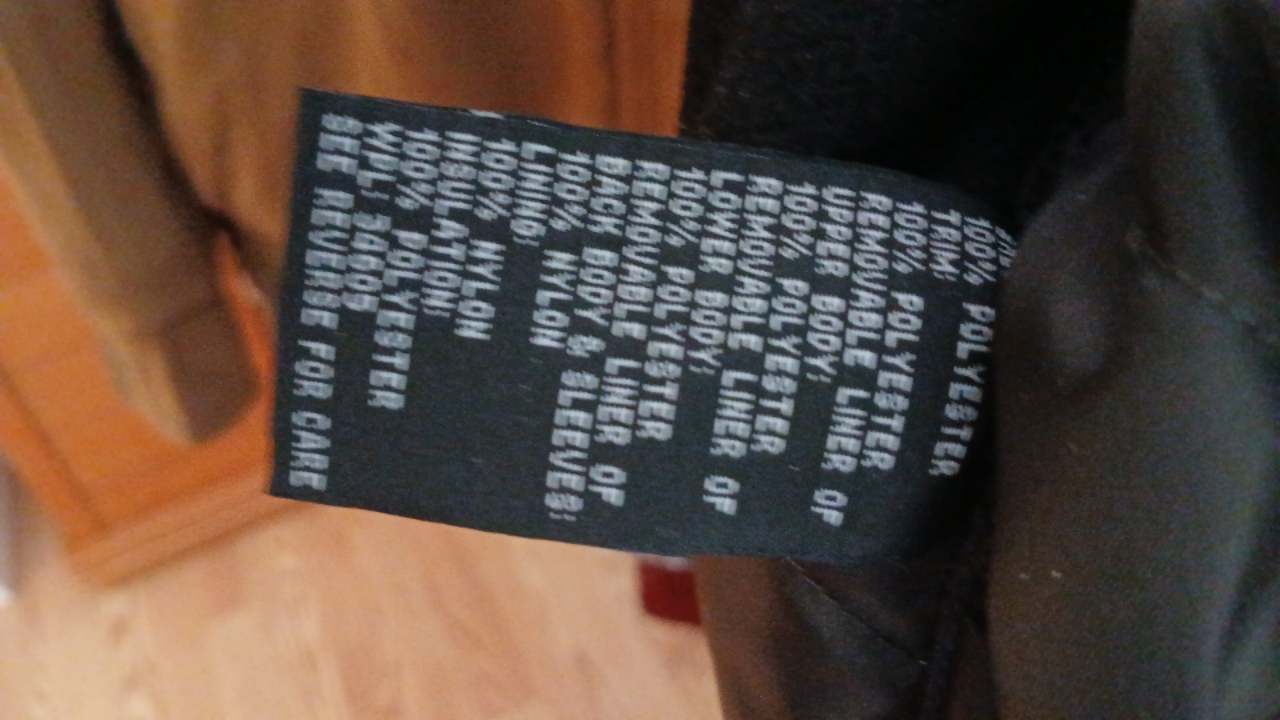 100% POLYESTER
TRIM:
100% POLYESTER
REMOVABLE LINER OF
UPPER BODY:
100% POLYESTER
REMOVABLE LINER OF
LOWER BODY:
100% POLYESTER
REMOVABLE LINER OF
BACK BODY & SLEEVES:
100% NYLON
LINING:
100% NYLON
INSULATION:
100% POLYESTER
WPL:
SEE REVERSE FOR CARE